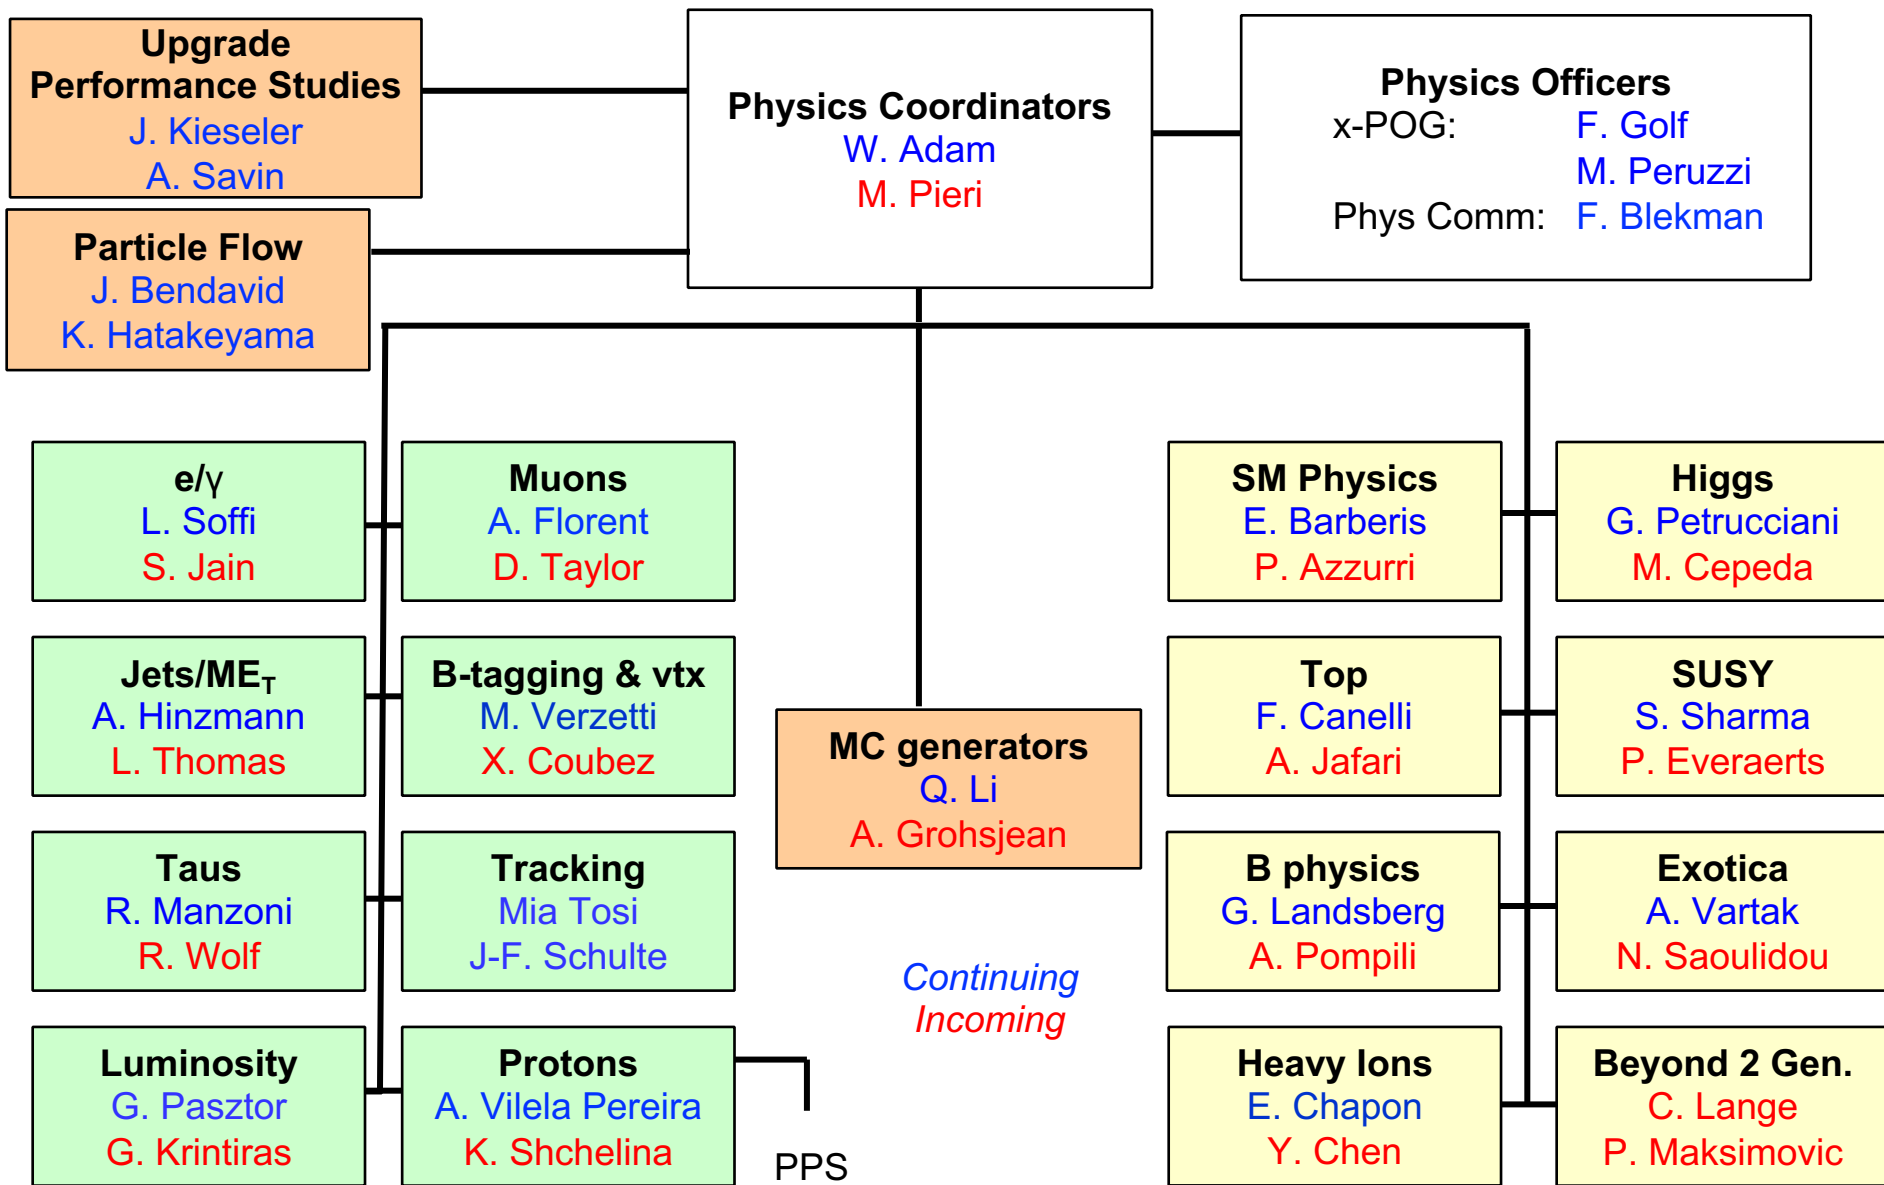 Upgrade
Performance Studies
J. Kieseler
A. Savin
Physics Coordinators
W. Adam
M. Pieri
Physics Officers
x-POG: F. Golf
M. Peruzzi
Phys Comm: F. Blekman
Particle Flow
J. Bendavid
K. Hatakeyama
e/γ
L. Soffi
S. Jain
Muons
A. Florent
D. Taylor
Jets/ME_T
A. Hinzmann
L. Thomas
B-tagging & vtx
M. Verzetti
X. Coubez
Taus
R. Manzoni
R. Wolf
Tracking
Mia Tosi
J-F. Schulte
Luminosity
G. Pasztor
G. Krintiras
Protons
A. Vilela Pereira
K. Shchelina
PPS
MC generators
Q. Li
A. Grohsjean
Continuing
Incoming
SM Physics
E. Barberis
P. Azzurri
Higgs
G. Petrucciani
M. Cepeda
Top
F. Canelli
A. Jafari
SUSY
S. Sharma
P. Everaerts
B physics
G. Landsberg
A. Pompili
Exotica
A. Vartak
N. Saoulidou
Heavy Ions
E. Chapon
Y. Chen
Beyond 2 Gen.
C. Lange
P. Maksimovic